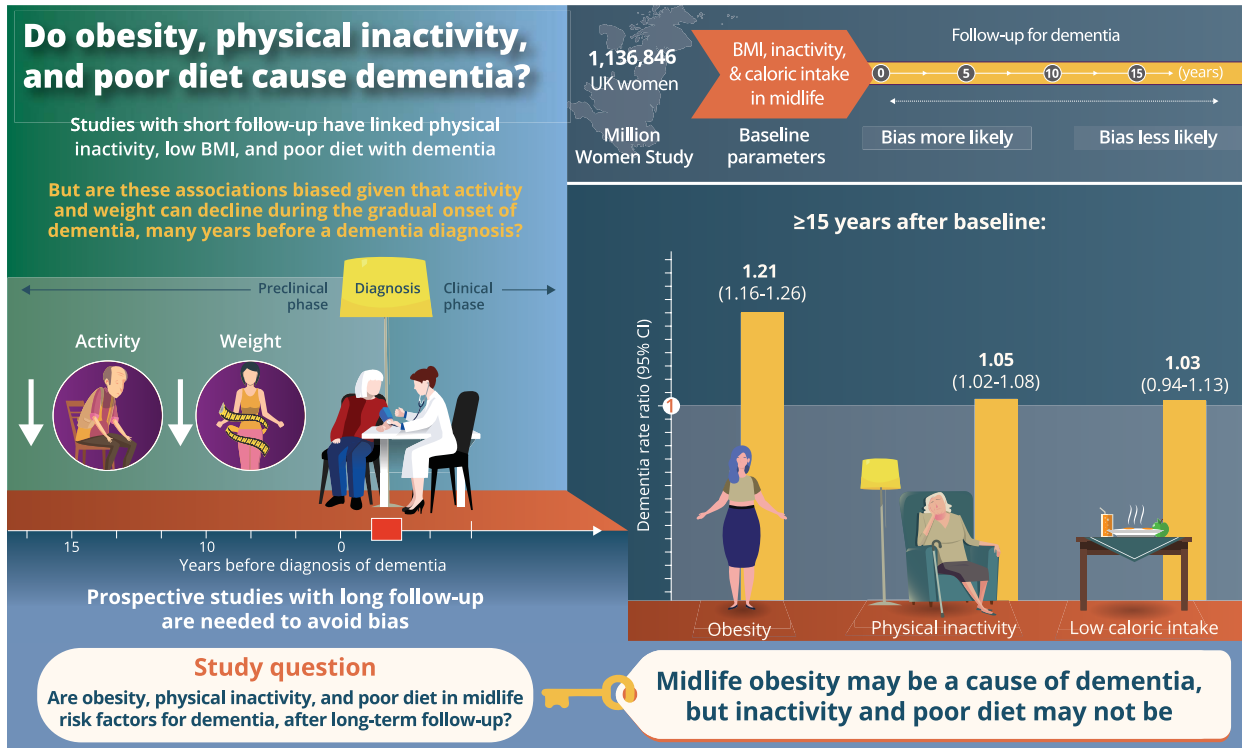 Do obesity, physical inactivity,
and poor diet cause dementia?
Studies with short follow-up have linked physical
inactivity, low BMI, and poor diet with dementia
But are these associations biased given that activity
and weight can decline during the gradual onset of
dementia, many years before a dementia diagnosis?
Preclinical
phase
Diagnosis
Clinical
phase
Activity
Weight
15
10
0
Years before diagnosis of dementia
Prospective studies with long follow-up
are needed to avoid bias
Study question
Are obesity, physical inactivity, and poor diet in midlife
risk factors for dementia, after long-term follow-up?
1,136,846
UK women
Million
Women Study
BMI, inactivity,
& caloric intake
in midlife
Baseline
parameters
Follow-up for dementia
0
5
10
15
(years)
Bias more likely
Bias less likely
≥15 years after baseline:
Dementia rate ratio (95% CI)
1
1.21
(1.16-1.26)
1.05
(1.02-1.08)
1.03
(0.94-1.13)
Obesity
Physical inactivity
Low caloric intake
Midlife obesity may be a cause of dementia,
but inactivity and poor diet may not be